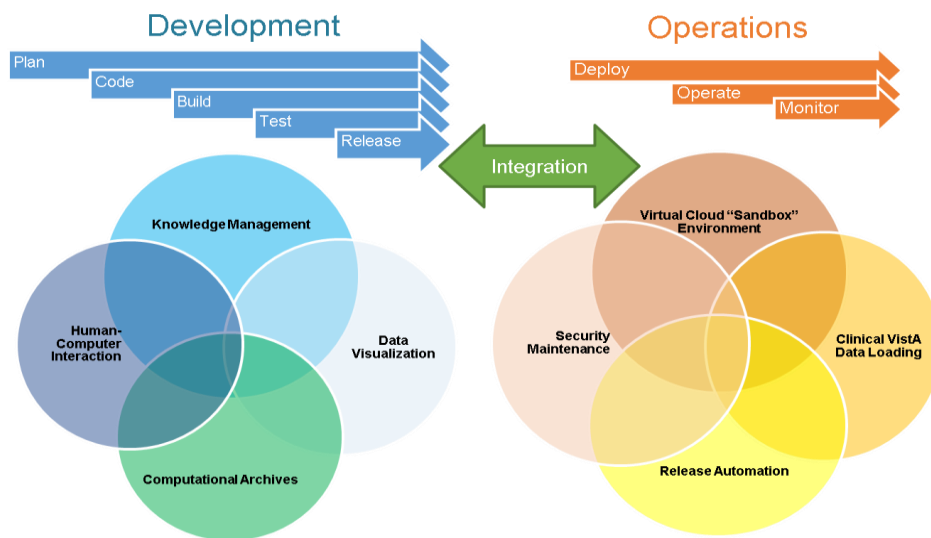 Development
Operations
Plan
Code
Build
Test
Release
Deploy
Operate
Monitor
Integration
Knowledge Management
Human-
Computer
Interaction
Data
Visualization
Computational Archives
Virtual Cloud “Sandbox”
Environment
Security
Maintenance
Clinical VistA
Data Loading
Release Automation